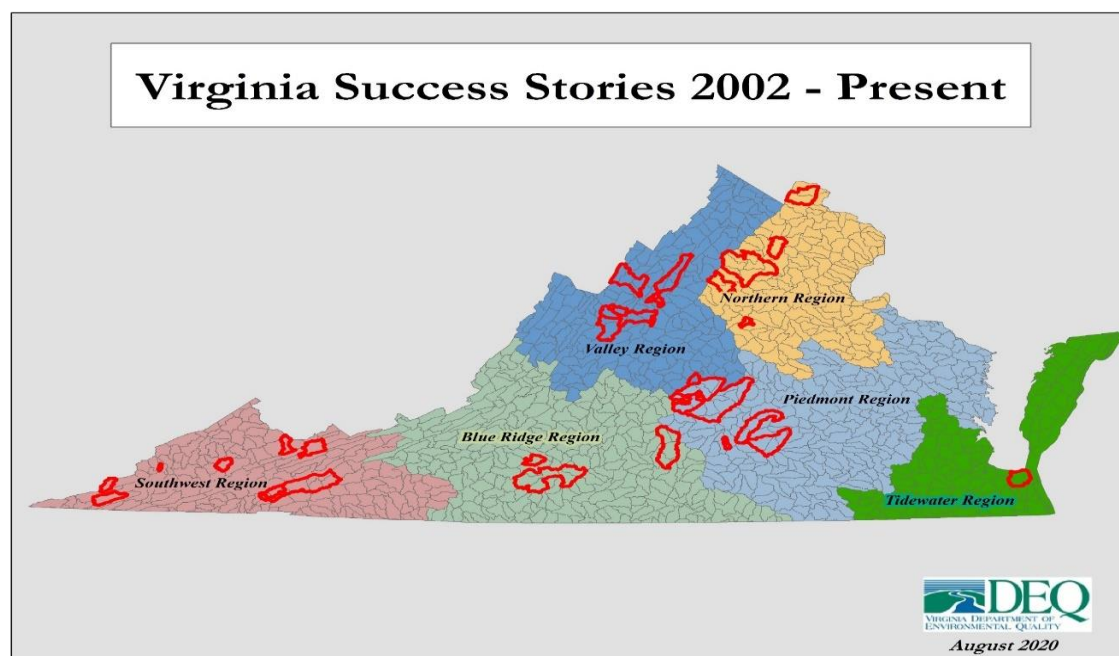 Virginia Success Stories 2002 - Present
Northern Region
Valley Region
Piedmont Region
Blue Ridge Region
Southwest Region
Tidewater Region
DEQ
VIRGINIA DEPARTMENT OF
ENVIRONMENTAL QUALITY
August 2020